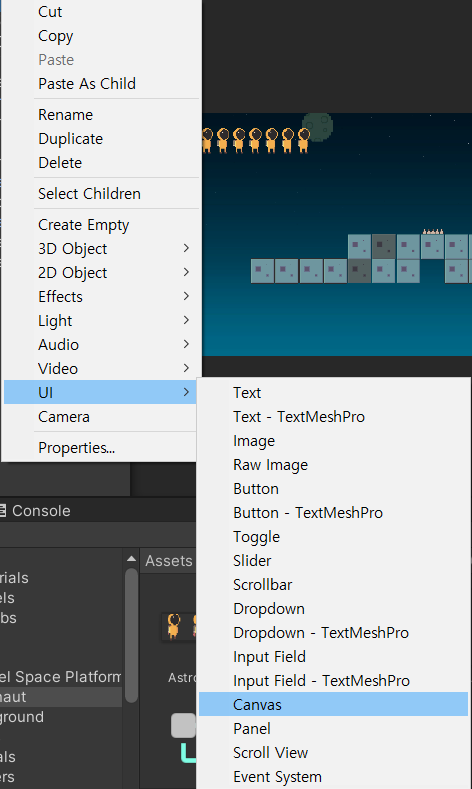 Cut
Copy
Paste
Paste As Child
Rename
Duplicate
Delete
Select Children
Create Empty
3D Object
2D Object
Effects
Light
Audio
Video
UI
Camera
Properties...
Text
Text - TextMeshPro
Image
Raw Image
Button
Button - TextMeshPro
Toggle
Slider
Scrollbar
Dropdown
Dropdown - TextMeshPro
Input Field
Input Field - TextMeshPro
Canvas
Panel
Scroll View
Event System
Console
Assets
rials
els
bs
el Space Platform
naut
ground
als
ers
Astro